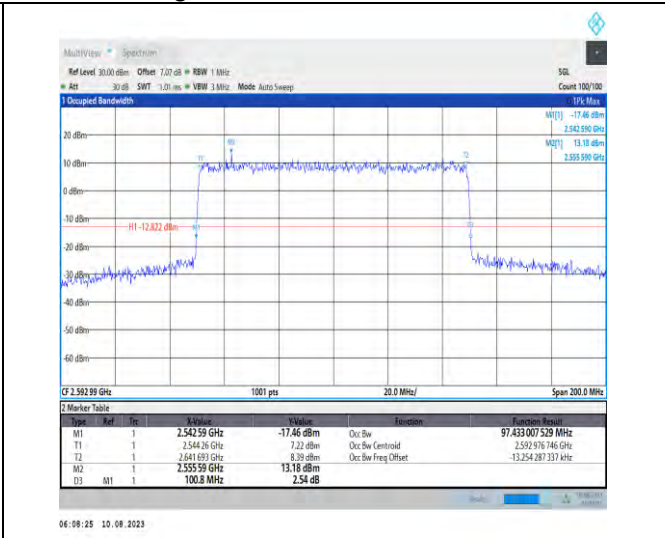 MultiView Spectrum
Ref Level 30.00 dBm Offset 7.07 dB RBW 1 MHz SGL
Att 30 dB SWT 1.01 ms VBW 3 MHz Mode Auto Sweep Count 100/100
1 Occupied Bandwidth 1Pk Max
M1[1] -17.46 dBm
2.542 590 GHz
M2[1] 13.18 dBm
2.555 590 GHz
20 dBm
M2
T1
T2
10 dBm
0 dBm
-10 dBm
H1 -12.822 dBm
M1
D3
-20 dBm
-30 dBm
-40 dBm
-50 dBm
-60 dBm
CF 2.592 99 GHz 1001 pts 20.0 MHz/ Span 200.0 MHz
2 Marker Table
Type Ref Trc X-Value Y-Value Function Function Result
M1 1 2.542 59 GHz -17.46 dBm Occ Bw 97.433 007 529 MHz
T1 1 2.544 26 GHz 7.22 dBm Occ Bw Centroid 2.592 976 746 GHz
T2 1 2.641 693 GHz 8.39 dBm Occ Bw Freq Offset -13.254 287 337 kHz
M2 1 2.555 59 GHz 13.18 dBm
D3 M1 1 100.8 MHz 2.54 dB
06:08:25 10.08.2023